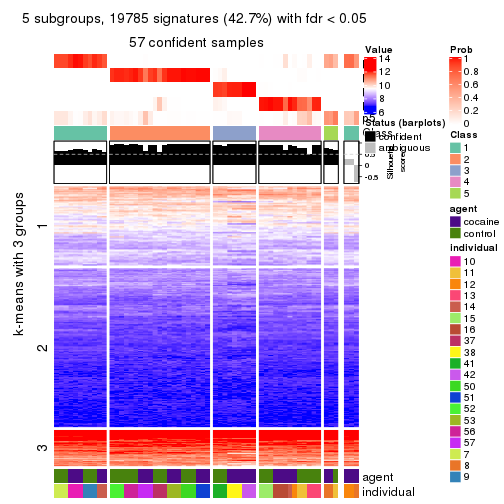 5 subgroups, 19785 signatures (42.7%) with fdr < 0.05
57 confident samples
k-means with 3 groups
1
2
3
Class
0.5
0
-0.5
Silhouette
score
agent
individual
Value
14
12
10
8
6
Status (barplots)
confident
ambiguous
Prob
1
0.8
0.6
0.4
0.2
0
Class
1
2
3
4
5
agent
cocaine
control
individual
10
11
12
13
14
15
16
37
38
41
42
50
51
52
53
56
57
7
8
9